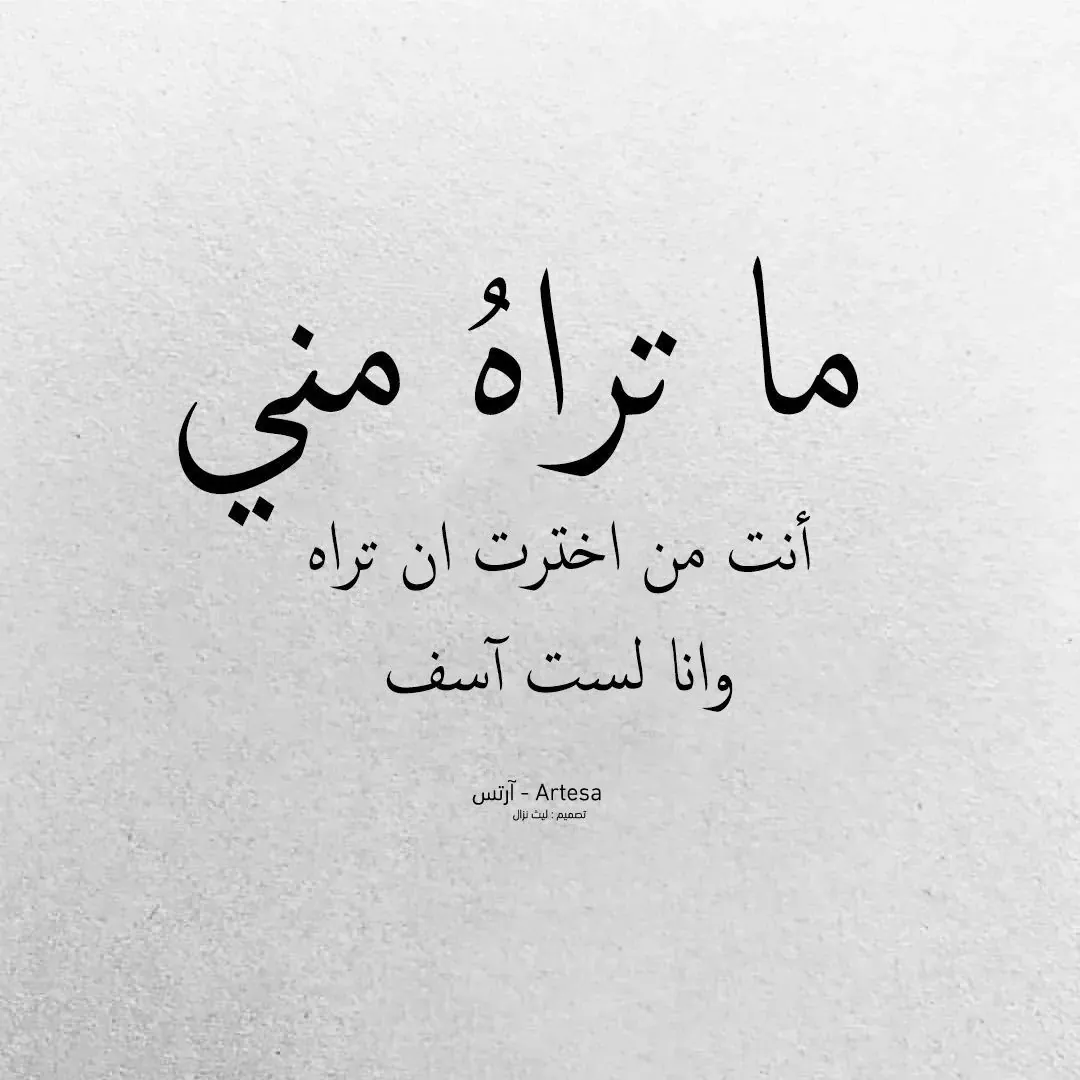 ما تراهُ مني
أنت من اخترت ان تراه
وانا لست آسف
آرتس - Artesa
تصميم : ليث نزال